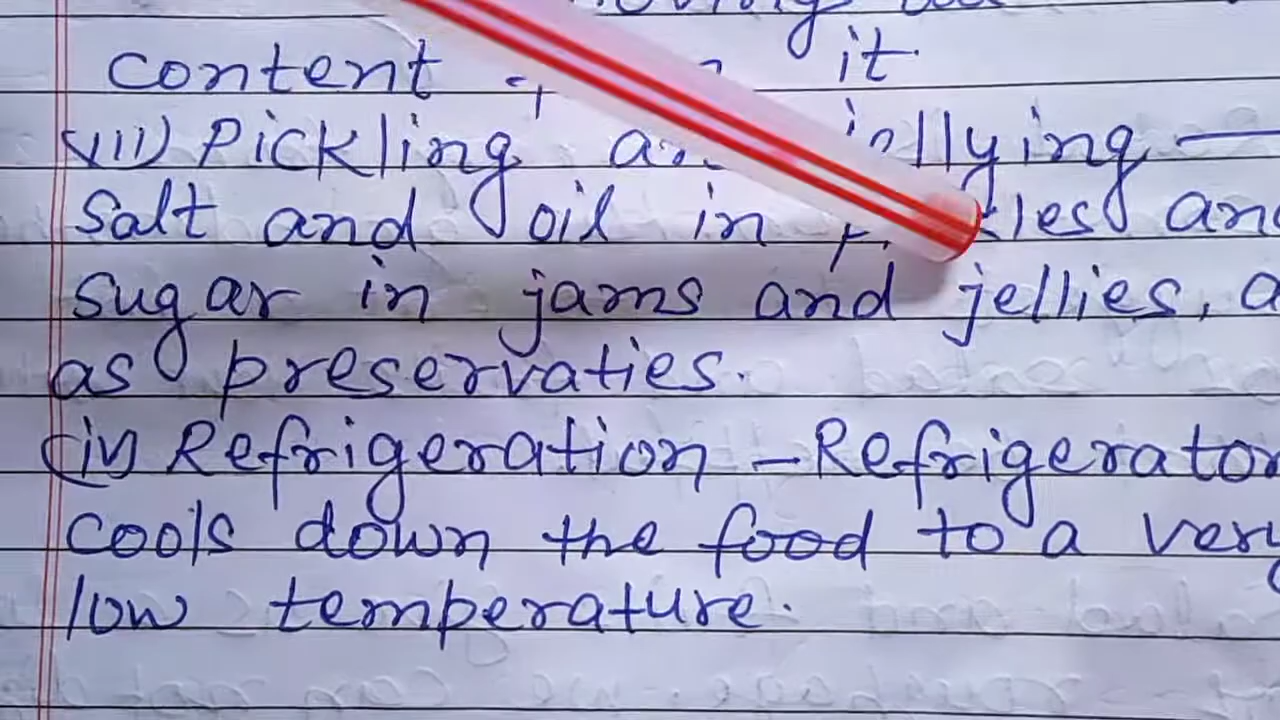 content it
(iii) Pickling jellying —
Salt and oil in
sugar in jams and jellies,
as preservaties.
(iv) Refrigeration - Refrigerator
cools down the food to a very
low temperature.